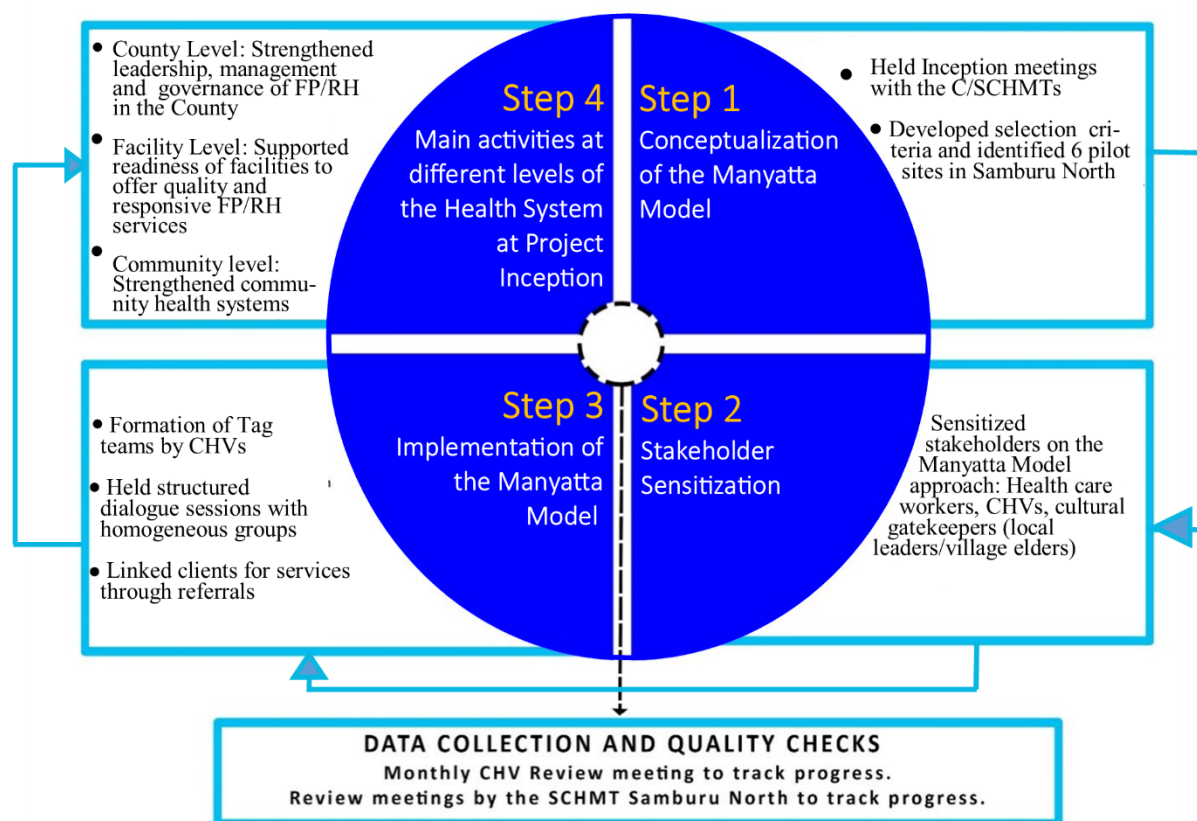 • County Level: Strengthened
leadership, management
and governance of FP/RH
in the County
• Facility Level: Supported
readiness of facilities to
offer quality and
responsive FP/RH
services
• Community level:
Strengthened commu-
nity health systems
Step 4
Main activities at
different levels of
the Health System
at Project
Inception
Step 1
Conceptualization
of the Manyatta
Model
• Held Inception meetings
with the C/SCHMTs
• Developed selection cri-
teria and identified 6 pilot
sites in Samburu North
• Formation of Tag
teams by CHVs
• Held structured
dialogue sessions with
homogeneous groups
• Linked clients for services
through referrals
Step 3
Implementation of
the Manyatta
Model
Step 2
Stakeholder
Sensitization
Sensitized
stakeholders on the
Manyatta Model
approach: Health care
workers, CHVs, cultural
gatekeepers (local
leaders/village elders)
DATA COLLECTION AND QUALITY CHECKS
Monthly CHV Review meeting to track progress.
Review meetings by the SCHMT Samburu North to track progress.